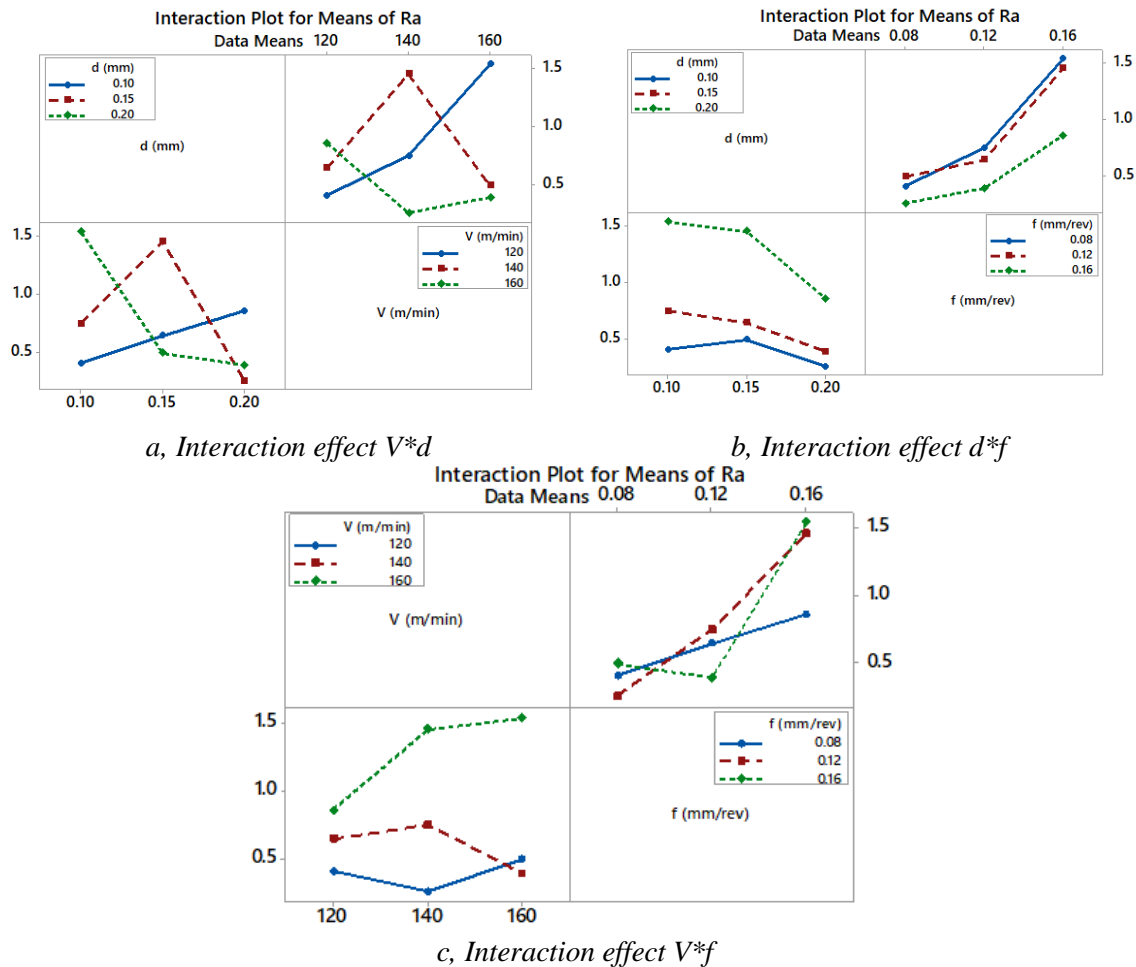 Interaction Plot for Means of Ra
Data Means
120 140 160
d (mm)
0.10
0.15
0.20
d (mm)
1.5
1.0
0.5
1.5
1.0
0.5
V (m/min)
120
140
160
V (m/min)
0.10 0.15 0.20
a, Interaction effect V*d
Interaction Plot for Means of Ra
Data Means
0.08 0.12 0.16
d (mm)
0.10
0.15
0.20
d (mm)
1.5
1.0
0.5
1.5
1.0
0.5
f (mm/rev)
0.08
0.12
0.16
f (mm/rev)
0.10 0.15 0.20
b, Interaction effect d*f
Interaction Plot for Means of Ra
Data Means 0.08 0.12 0.16
V (m/min)
120
140
160
V (m/min)
1.5
1.0
0.5
1.5
1.0
0.5
f (mm/rev)
0.08
0.12
0.16
f (mm/rev)
120 140 160
c, Interaction effect V*f